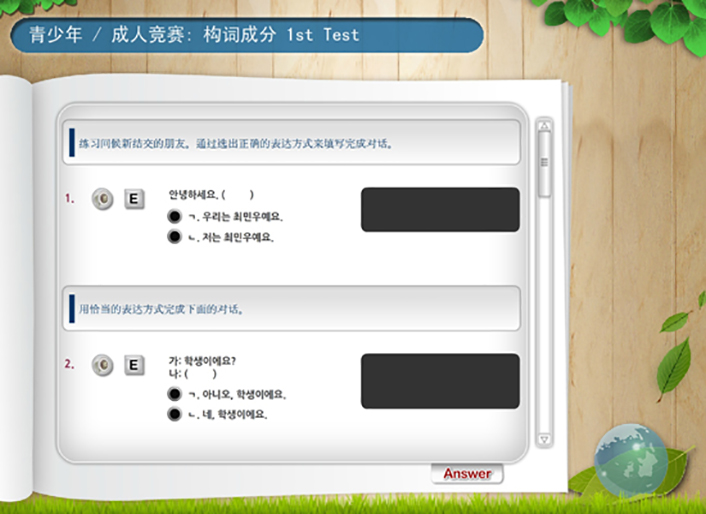 青少年 / 成人竞赛: 构词成分 1st Test
练习问候新结交的朋友。通过选出正确的表达方式来填写完成对话。
1. E 안녕하세요. ( )
ㄱ. 우리는 최민우예요.
ㄴ. 저는 최민우예요.
用恰当的表达方式完成下面的对话。
2. E 가: 학생이에요?
나: ( )
ㄱ. 아니오, 학생이에요.
ㄴ. 네, 학생이에요.
Answer